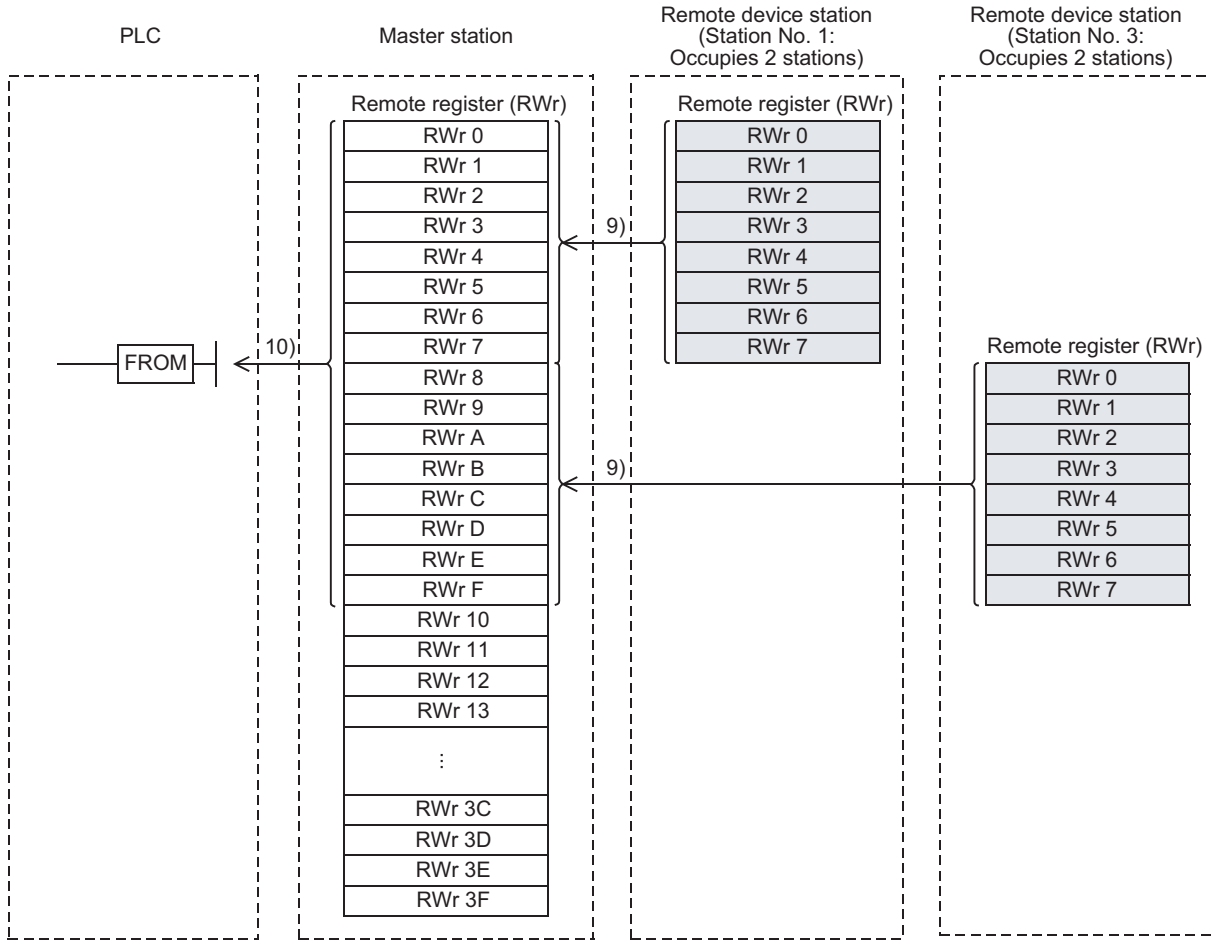 PLC
Master station
Remote device station
(Station No. 1:
Occupies 2 stations)
Remote device station
(Station No. 3:
Occupies 2 stations)
Remote register (RWr)
RWr 0
RWr 1
RWr 2
RWr 3
RWr 4
RWr 5
RWr 6
RWr 7
RWr 8
RWr 9
RWr A
RWr B
RWr C
RWr D
RWr E
RWr F
RWr 10
RWr 11
RWr 12
RWr 13
...
RWr 3C
RWr 3D
RWr 3E
RWr 3F
FROM
10)
9)
9)
Remote register (RWr)
RWr 0
RWr 1
RWr 2
RWr 3
RWr 4
RWr 5
RWr 6
RWr 7
Remote register (RWr)
RWr 0
RWr 1
RWr 2
RWr 3
RWr 4
RWr 5
RWr 6
RWr 7